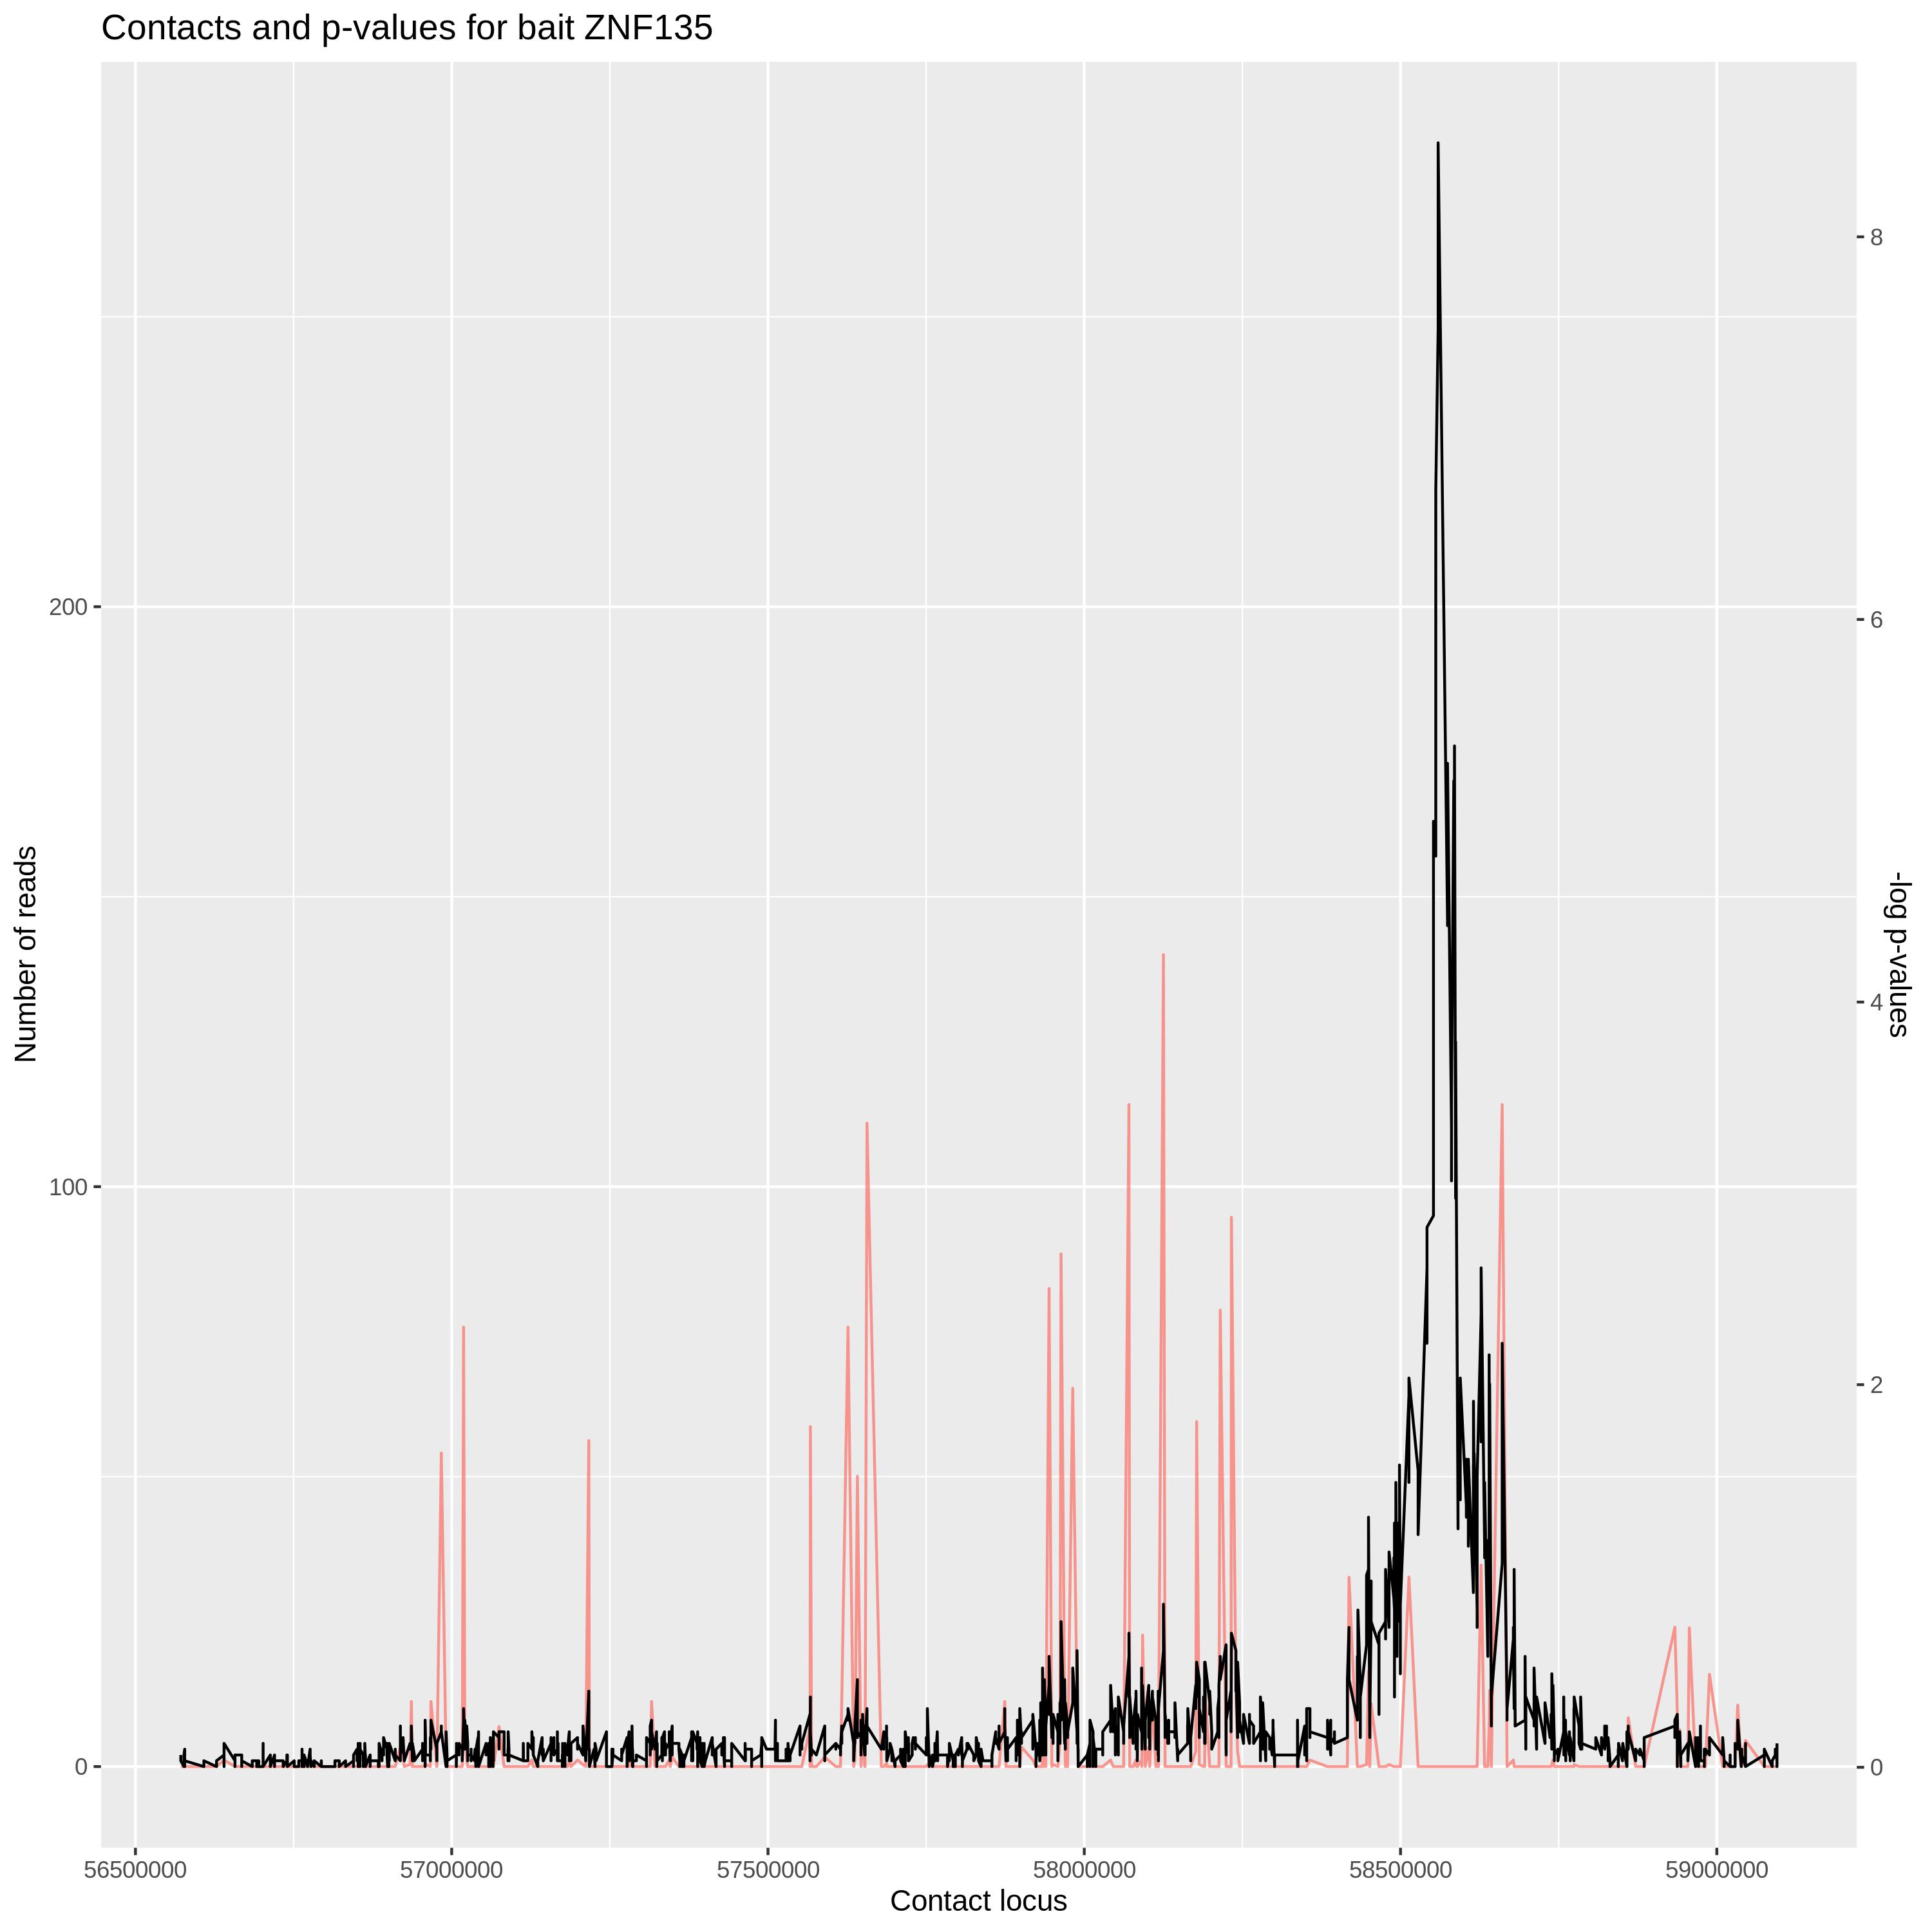 Contacts and p-values for bait ZNF135
Number of reads
200
100
0
8
6
4
2
0
-log p-values
56500000 57000000 57500000 58000000 58500000 59000000
Contact locus